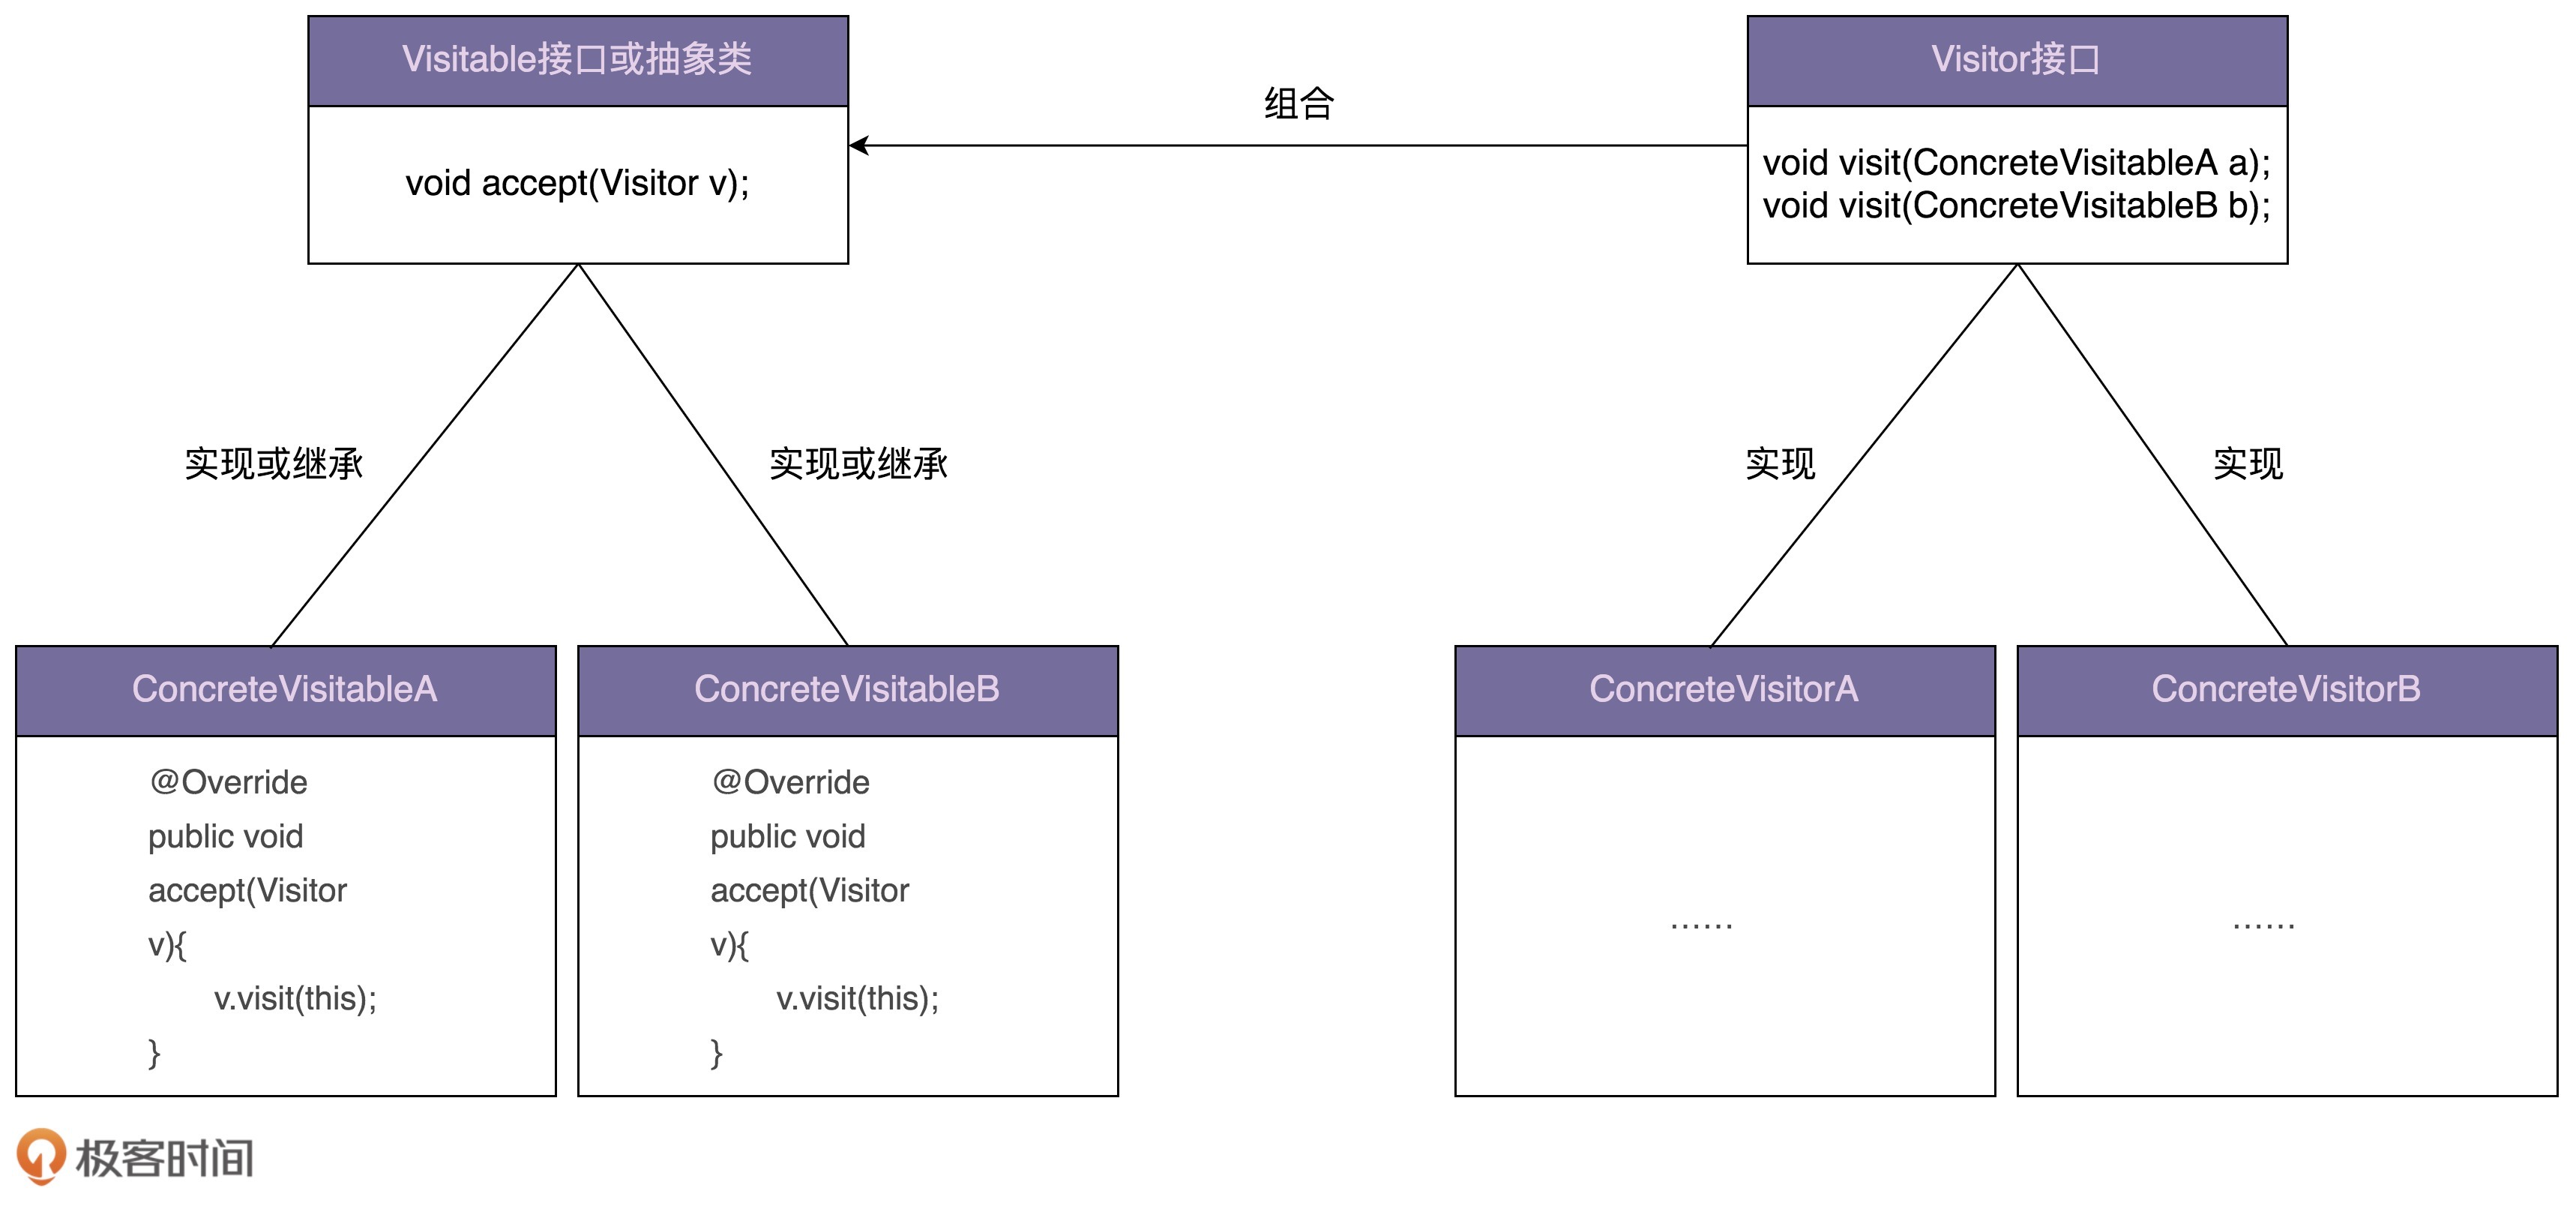 Visitable接口或抽象类
void accept(Visitor v);
组合
Visitor接口
void visit(ConcreteVisitableA a);
void visit(ConcreteVisitableB b);
实现或继承
实现或继承
实现
实现
ConcreteVisitableA
@Override
public void
accept(Visitor
v){
v.visit(this);
}
ConcreteVisitableB
@Override
public void
accept(Visitor
v){
v.visit(this);
}
ConcreteVisitorA
......
ConcreteVisitorB
......
极客时间